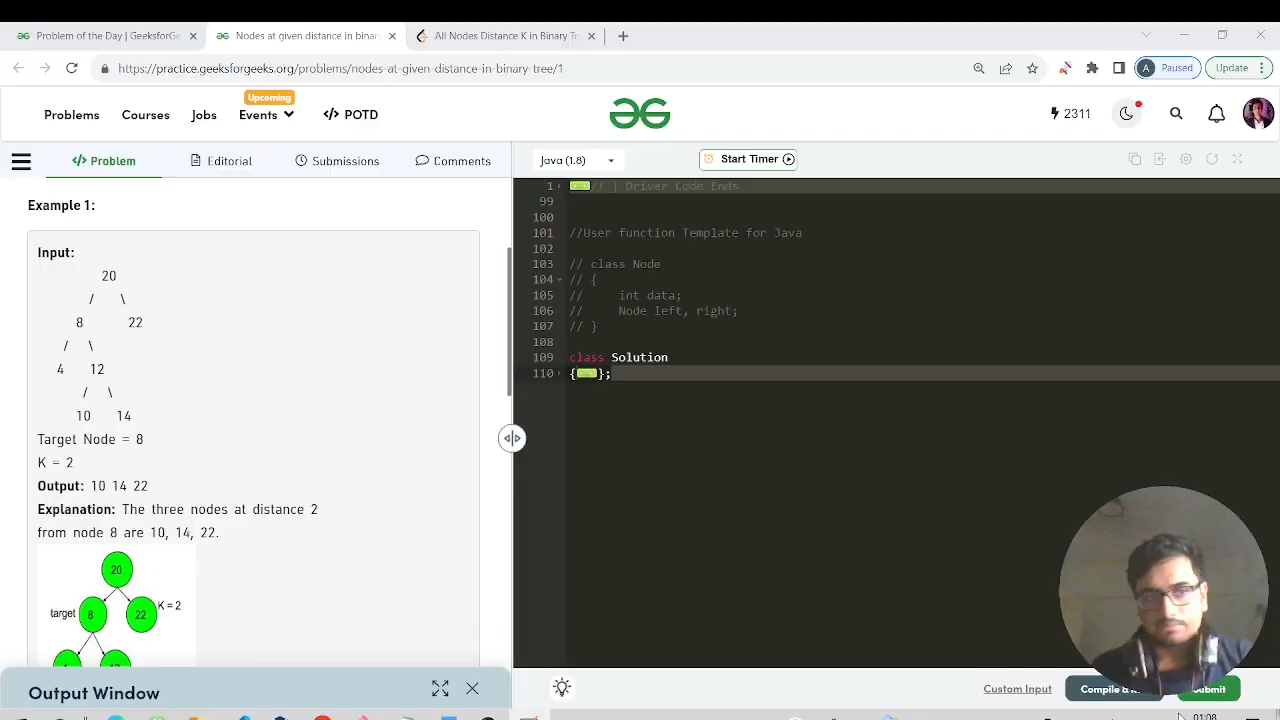 Problem of the Day | GeeksforGe
Nodes at given distance in binar
All Nodes Distance K in Binary Tr
https://practice.geeksforgeeks.org/problems/nodes-at-given-distance-in-binary-tree/1
A Paused
Update
Problems
Courses
Jobs
Upcoming
Events
</> POTD
2311
</> Problem
Editorial
Submissions
Comments
Java (1.8)
Start Timer
Example 1:
Input:
20
/ \
8 22
/ \
4 12
/ \
10 14
Target Node = 8
K = 2
Output: 10 14 22
Explanation: The three nodes at distance 2
from node 8 are 10, 14, 22.
20
target 8 22 K = 2
1 // } Driver Code Ends
99
100
101 //User function Template for Java
102
103 // class Node
104 // {
105 // int data;
106 // Node left, right;
107 // }
108
109 class Solution
110 {};
Output Window
Custom Input
Compile &
01:08